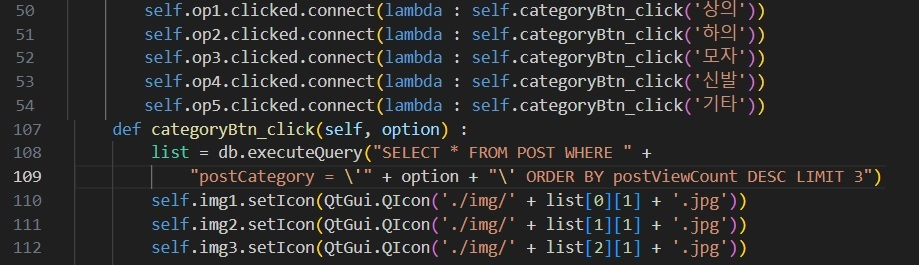 50 self.op1.clicked.connect(lambda : self.categoryBtn_click('상의'))
51 self.op2.clicked.connect(lambda : self.categoryBtn_click('하의'))
52 self.op3.clicked.connect(lambda : self.categoryBtn_click('모자'))
53 self.op4.clicked.connect(lambda : self.categoryBtn_click('신발'))
54 self.op5.clicked.connect(lambda : self.categoryBtn_click('기타'))
107 def categoryBtn_click(self, option) :
108 list = db.executeQuery("SELECT * FROM POST WHERE " +
109 "postCategory = \'" + option + "\' ORDER BY postViewCount DESC LIMIT 3")
110 self.img1.setIcon(QtGui.QIcon('./img/' + list[0][1] + '.jpg'))
111 self.img2.setIcon(QtGui.QIcon('./img/' + list[1][1] + '.jpg'))
112 self.img3.setIcon(QtGui.QIcon('./img/' + list[2][1] + '.jpg'))